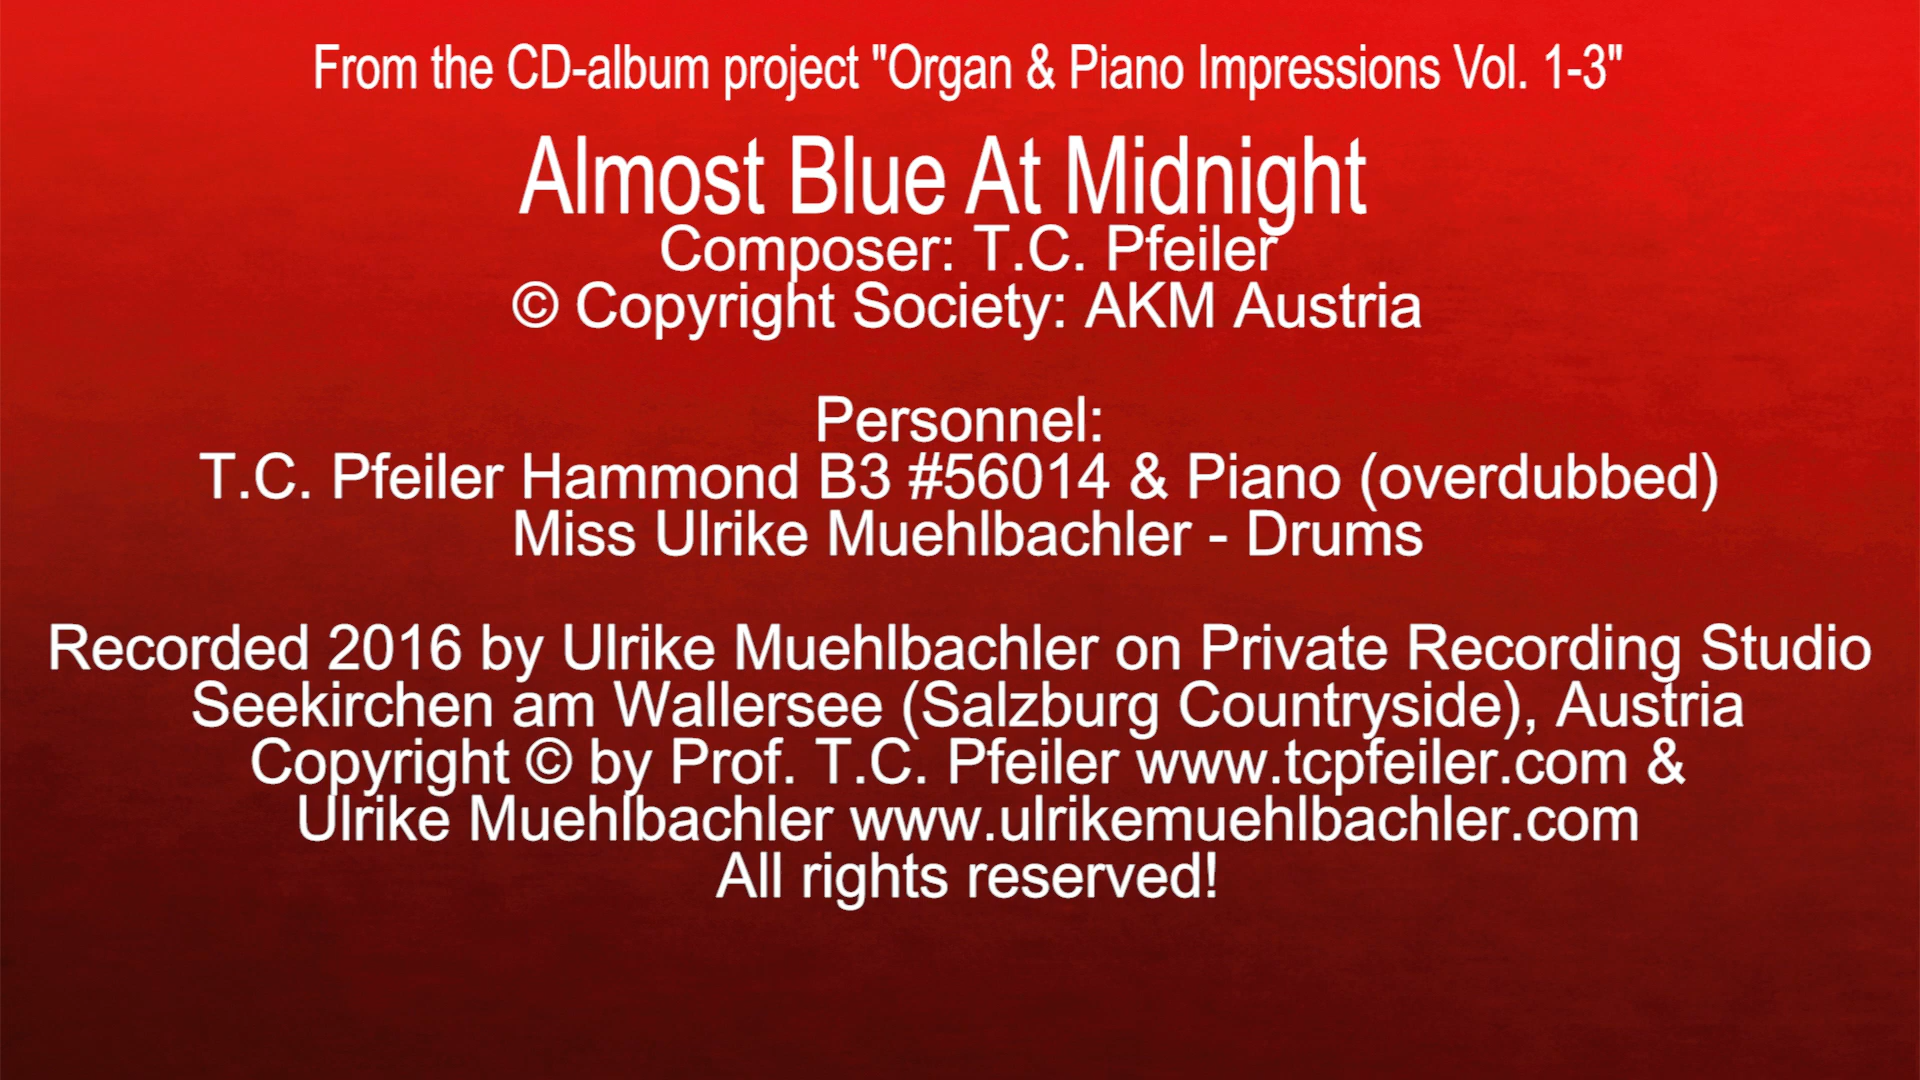 From the CD-album project "Organ & Piano Impressions Vol. 1-3"
Almost Blue At Midnight
Composer: T.C. Pfeiler
© Copyright Society: AKM Austria
Personnel:
T.C. Pfeiler Hammond B3 #56014 & Piano (overdubbed)
Miss Ulrike Muehlbachler - Drums
Recorded 2016 by Ulrike Muehlbachler on Private Recording Studio
Seekirchen am Wallersee (Salzburg Countryside), Austria
Copyright © by Prof. T.C. Pfeiler www.tcpfeiler.com &
Ulrike Muehlbachler www.ulrikemuehlbachler.com
All rights reserved!